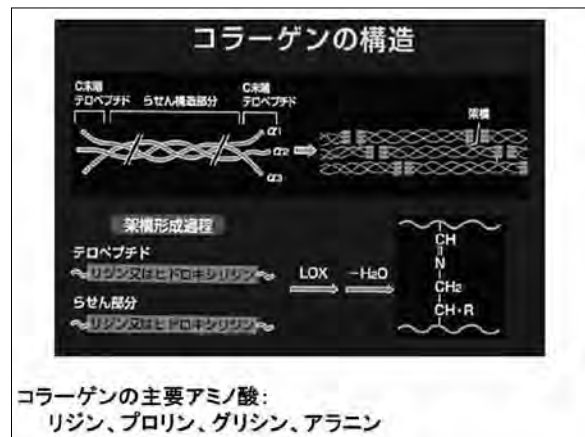 コラーゲンの構造
C末端 C末端
テロペプチド らせん構造部分 テロペプチド
α1
α2
α3
架橋
架橋形成過程
テロペプチド
リジン又はヒドロキシリジン
らせん部分
リジン又はヒドロキシリジン
LOX -H2O
CH
N
CH2
CH・R
コラーゲンの主要アミノ酸:
リジン、プロリン、グリシン、アラニン